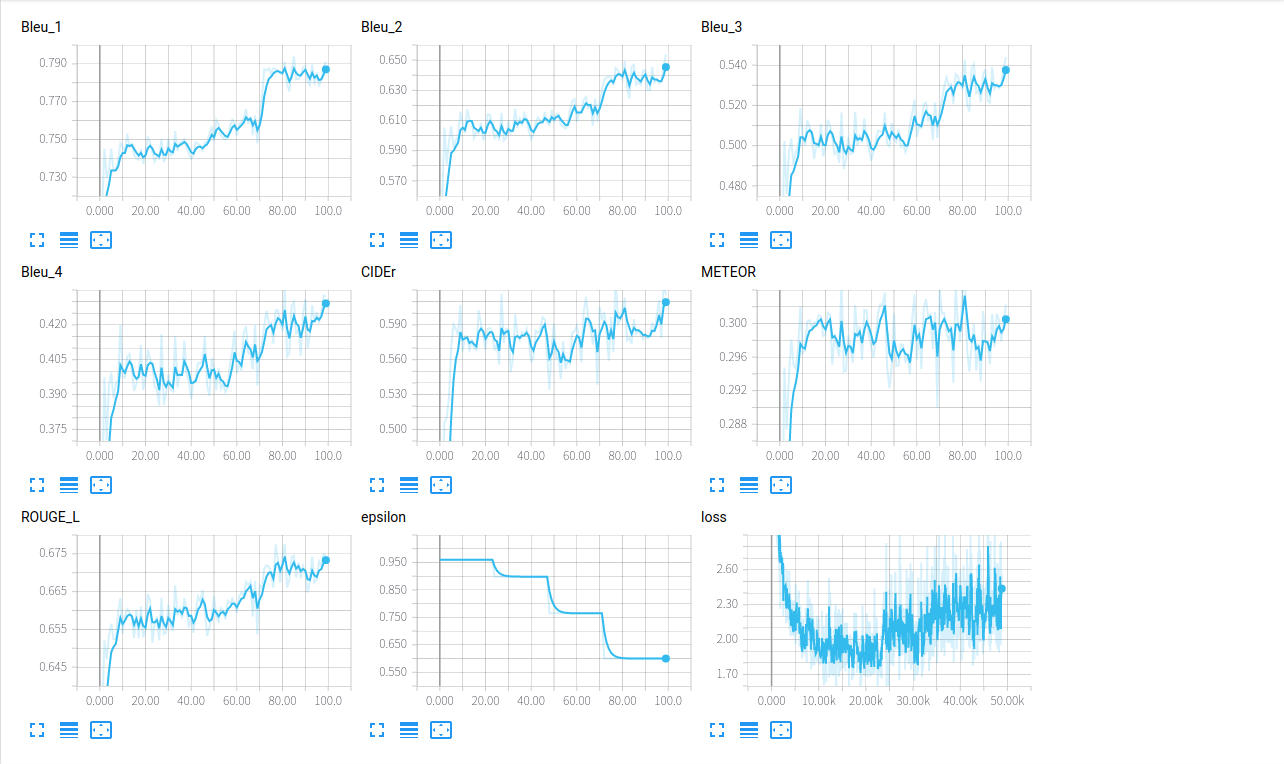 Bleu_1 Bleu_2 Bleu_3
0.790 0.650 0.540
0.770 0.630 0.520
0.750 0.610 0.500
0.730 0.590 0.480
0.570
0.000 20.00 40.00 60.00 80.00 100.0 0.000 20.00 40.00 60.00 80.00 100.0 0.000 20.00 40.00 60.00 80.00 100.0
Bleu_4 CIDEr METEOR
0.420 0.590 0.300
0.405 0.560 0.296
0.390 0.530 0.292
0.375 0.500 0.288
0.000 20.00 40.00 60.00 80.00 100.0 0.000 20.00 40.00 60.00 80.00 100.0 0.000 20.00 40.00 60.00 80.00 100.0
ROUGE_L epsilon loss
0.675 0.950 2.60
0.665 0.850 2.30
0.655 0.750 2.00
0.645 0.650 1.70
0.550
0.000 20.00 40.00 60.00 80.00 100.0 0.000 20.00 40.00 60.00 80.00 100.0 0.000 10.00k 20.00k 30.00k 40.00k 50.00k